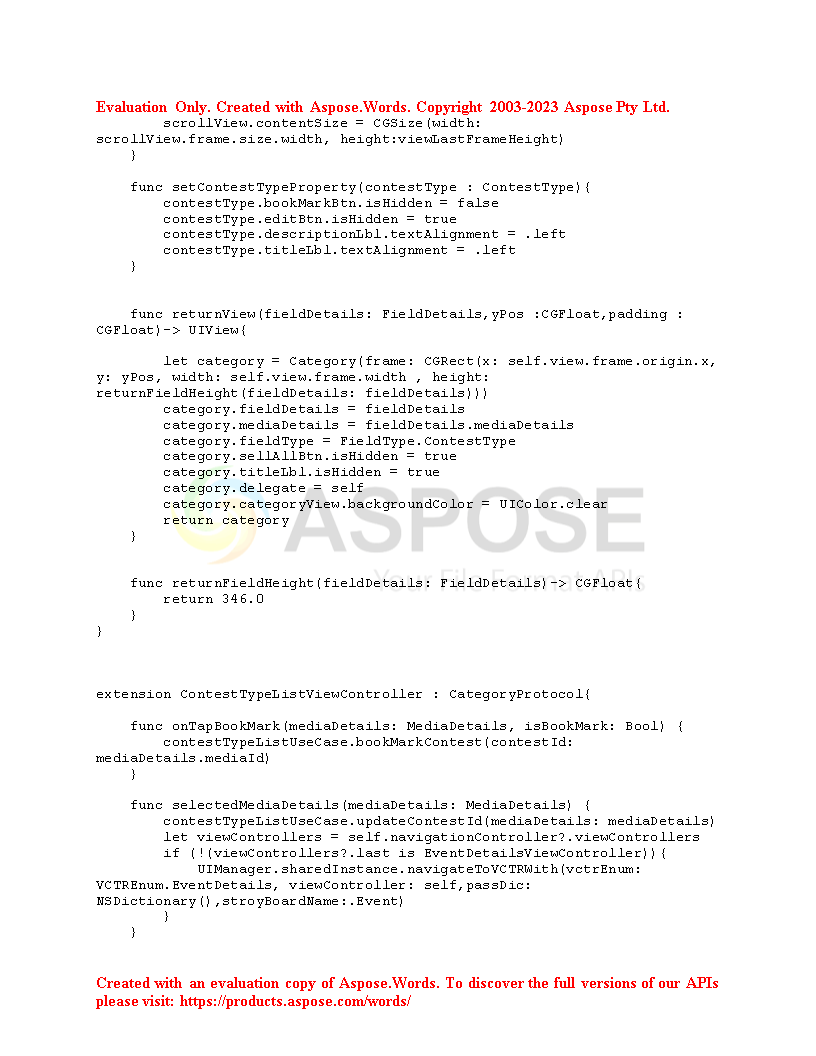 Evaluation Only. Created with Aspose.Words. Copyright 2003-2023 Aspose Pty Ltd.
        scrollView.contentSize = CGSize(width:
scrollView.frame.size.width, height:viewLastFrameHeight)
    }

    func setContestTypeProperty(contestType : ContestType){
        contestType.bookMarkBtn.isHidden = false
        contestType.editBtn.isHidden = true
        contestType.descriptionLbl.textAlignment = .left
        contestType.titleLbl.textAlignment = .left
    }

    func returnView(fieldDetails: FieldDetails,yPos :CGFloat,padding :
CGFloat)-> UIView{

        let category = Category(frame: CGRect(x: self.view.frame.origin.x,
y: yPos, width: self.view.frame.width , height:
returnFieldHeight(fieldDetails: fieldDetails)))
        category.fieldDetails = fieldDetails
        category.mediaDetails = fieldDetails.mediaDetails
        category.fieldType = FieldType.ContestType
        category.sellAllBtn.isHidden = true
        category.titleLbl.isHidden = true
        category.delegate = self
        category.categoryView.backgroundColor = UIColor.clear
        return category
    }
ASPOSE
Your File Format APIs

    func returnFieldHeight(fieldDetails: FieldDetails)-> CGFloat{
        return 346.0
    }
}

extension ContestTypeListViewController : CategoryProtocol{

    func onTapBookMark(mediaDetails: MediaDetails, isBookMark: Bool) {
        contestTypeListUseCase.bookMarkContest(contestId:
mediaDetails.mediaId)
    }

    func selectedMediaDetails(mediaDetails: MediaDetails) {
        contestTypeListUseCase.updateContestId(mediaDetails: mediaDetails)
        let viewControllers = self.navigationController?.viewControllers
        if (!(viewControllers?.last is EventDetailsViewController)){
            UIManager.sharedInstance.navigateToVCTRWith(vctrEnum:
VCTREnum.EventDetails, viewController: self,passDic:
NSDictionary(),stroyBoardName:.Event)
        }
    }

Created with an evaluation copy of Aspose.Words. To discover the full versions of our APIs
please visit: https://products.aspose.com/words/